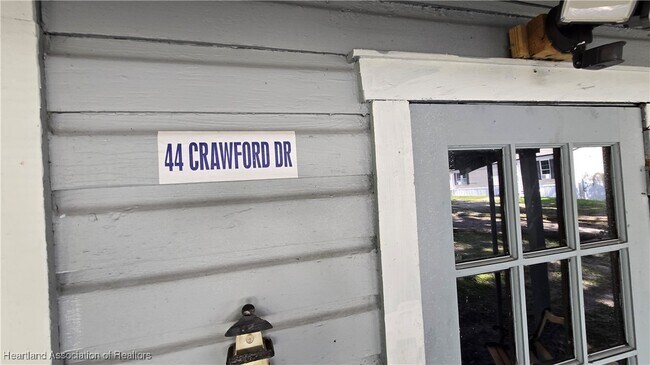 44 CRAWFORD DR
Heartland Association of Realtors